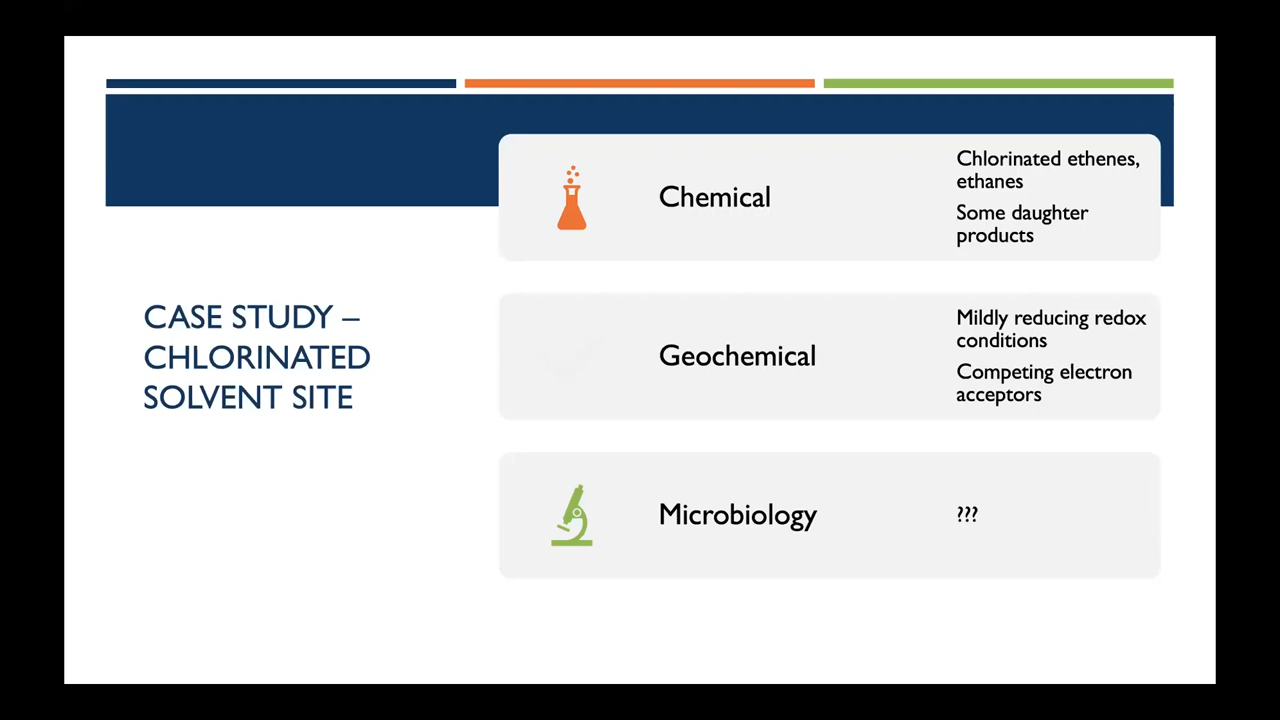 CASE STUDY –
CHLORINATED
SOLVENT SITE
Chemical
Chlorinated ethenes,
ethanes
Some daughter
products
Geochemical
Mildly reducing redox
conditions
Competing electron
acceptors
Microbiology
???